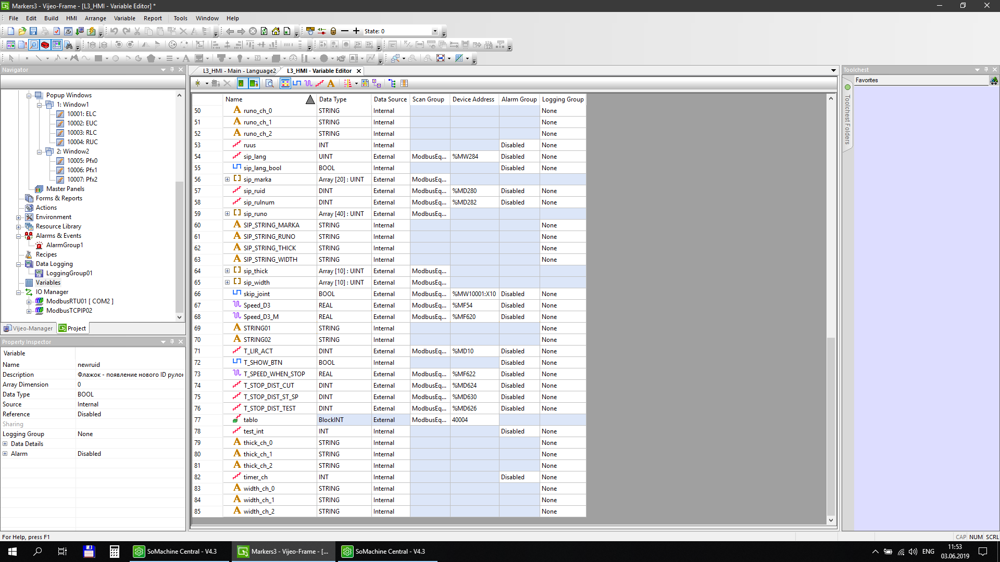 Markers3 - Vijeo-Frame - [L3_HMI - Variable Editor] *
File Edit Build HMI Arrange Variable Report Tools Window Help
State: 0
Navigator
Popup Windows
1: Window1
10001: ELC
10002: EUC
10003: RLC
10004: RUC
2: Window2
10005: Pfx0
10006: Pfx1
10007: Pfx2
Master Panels
Forms & Reports
Actions
Environment
Resource Library
Alarms & Events
AlarmGroup1
Recipes
Data Logging
LoggingGroup01
Variables
IO Manager
ModbusRTU01 [ COM2 ]
ModbusTCPIP02
Vijeo-Manager Project
Property Inspector
Variable
Name newruid
Description Флажок - появление нового ID рулон
Array Dimension 0
Data Type BOOL
Source Internal
Reference Disabled
Sharing
Logging Group None
Data Details
Alarm Disabled
L3_HMI - Main - Language2 L3_HMI - Variable Editor
Name Data Type Data Source Scan Group Device Address Alarm Group Logging Group
50 runo_ch_0 STRING Internal None
51 runo_ch_1 STRING Internal None
52 runo_ch_2 STRING Internal None
53 ruus INT Internal Disabled None
54 sip_lang UINT External ModbusEq... %MW284 Disabled None
55 sip_lang_bool BOOL Internal Disabled None
56 sip_marka Array [20] : UINT External ModbusEq...
57 sip_ruid DINT External ModbusEq... %MD280 Disabled None
58 sip_rulnum DINT External ModbusEq... %MD282 Disabled None
59 sip_runo Array [40] : UINT External ModbusEq...
60 SIP_STRING_MARKA STRING Internal None
61 SIP_STRING_RUNO STRING Internal None
62 SIP_STRING_THICK STRING Internal None
63 SIP_STRING_WIDTH STRING Internal None
64 sip_thick Array [10] : UINT External ModbusEq...
65 sip_width Array [10] : UINT External ModbusEq...
66 skip_joint BOOL External ModbusEq... %MW10001:X10 Disabled None
67 Speed_D3 REAL External ModbusEq... %MF54 Disabled None
68 Speed_D3_M REAL External ModbusEq... %MF620 Disabled None
69 STRING01 STRING Internal None
70 STRING02 STRING Internal None
71 T_LIR_ACT DINT External ModbusEq... %MD10 Disabled None
72 T_SHOW_BTN BOOL Internal Disabled None
73 T_SPEED_WHEN_STOP REAL External ModbusEq... %MF622 Disabled None
74 T_STOP_DIST_CUT DINT External ModbusEq... %MD624 Disabled None
75 T_STOP_DIST_ST_SP DINT External ModbusEq... %MD630 Disabled None
76 T_STOP_DIST_TEST DINT External ModbusEq... %MD626 Disabled None
77 tablo BlockINT External ModbusEq... 40004
78 test_int INT Internal Disabled None
79 thick_ch_0 STRING Internal None
80 thick_ch_1 STRING Internal None
81 thick_ch_2 STRING Internal None
82 timer_ch INT Internal Disabled None
83 width_ch_0 STRING Internal None
84 width_ch_1 STRING Internal None
85 width_ch_2 STRING Internal None
Toolchest
Favorites
Toolchest Folders
For Help, press F1
CAP NUM SCRL
SoMachine Central - V4.3
Markers3 - Vijeo-Frame - [...
SoMachine Central - V4.3
ENG
11:53
03.06.2019